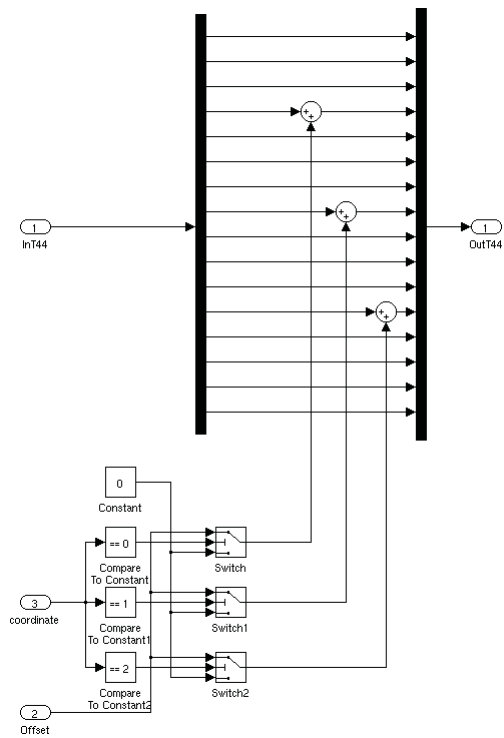 +
+
+
+
1
InT44
1
OutT44
+
+
0
Constant
== 0
Compare
To Constant
Switch
3
coordinate
== 1
Compare
To Constant1
Switch1
== 2
Compare
To Constant2
Switch2
2
Offset